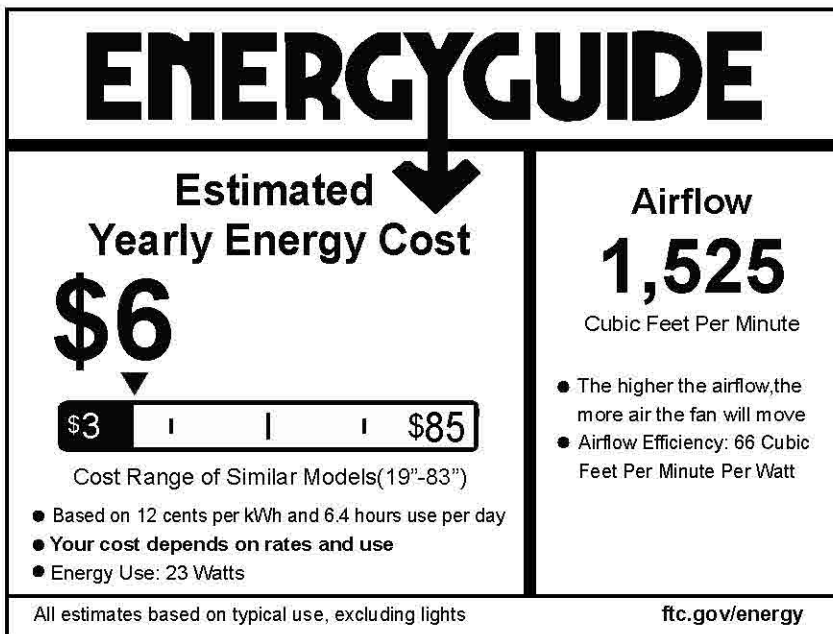 ENERGYGUIDE
Estimated
Yearly Energy Cost
$6
$3 $85
Cost Range of Similar Models(19”-83”)
● Based on 12 cents per kWh and 6.4 hours use per day
● Your cost depends on rates and use
● Energy Use: 23 Watts
Airflow
1,525
Cubic Feet Per Minute
● The higher the airflow,the
more air the fan will move
● Airflow Efficiency: 66 Cubic
Feet Per Minute Per Watt
All estimates based on typical use, excluding lights
ftc.gov/energy